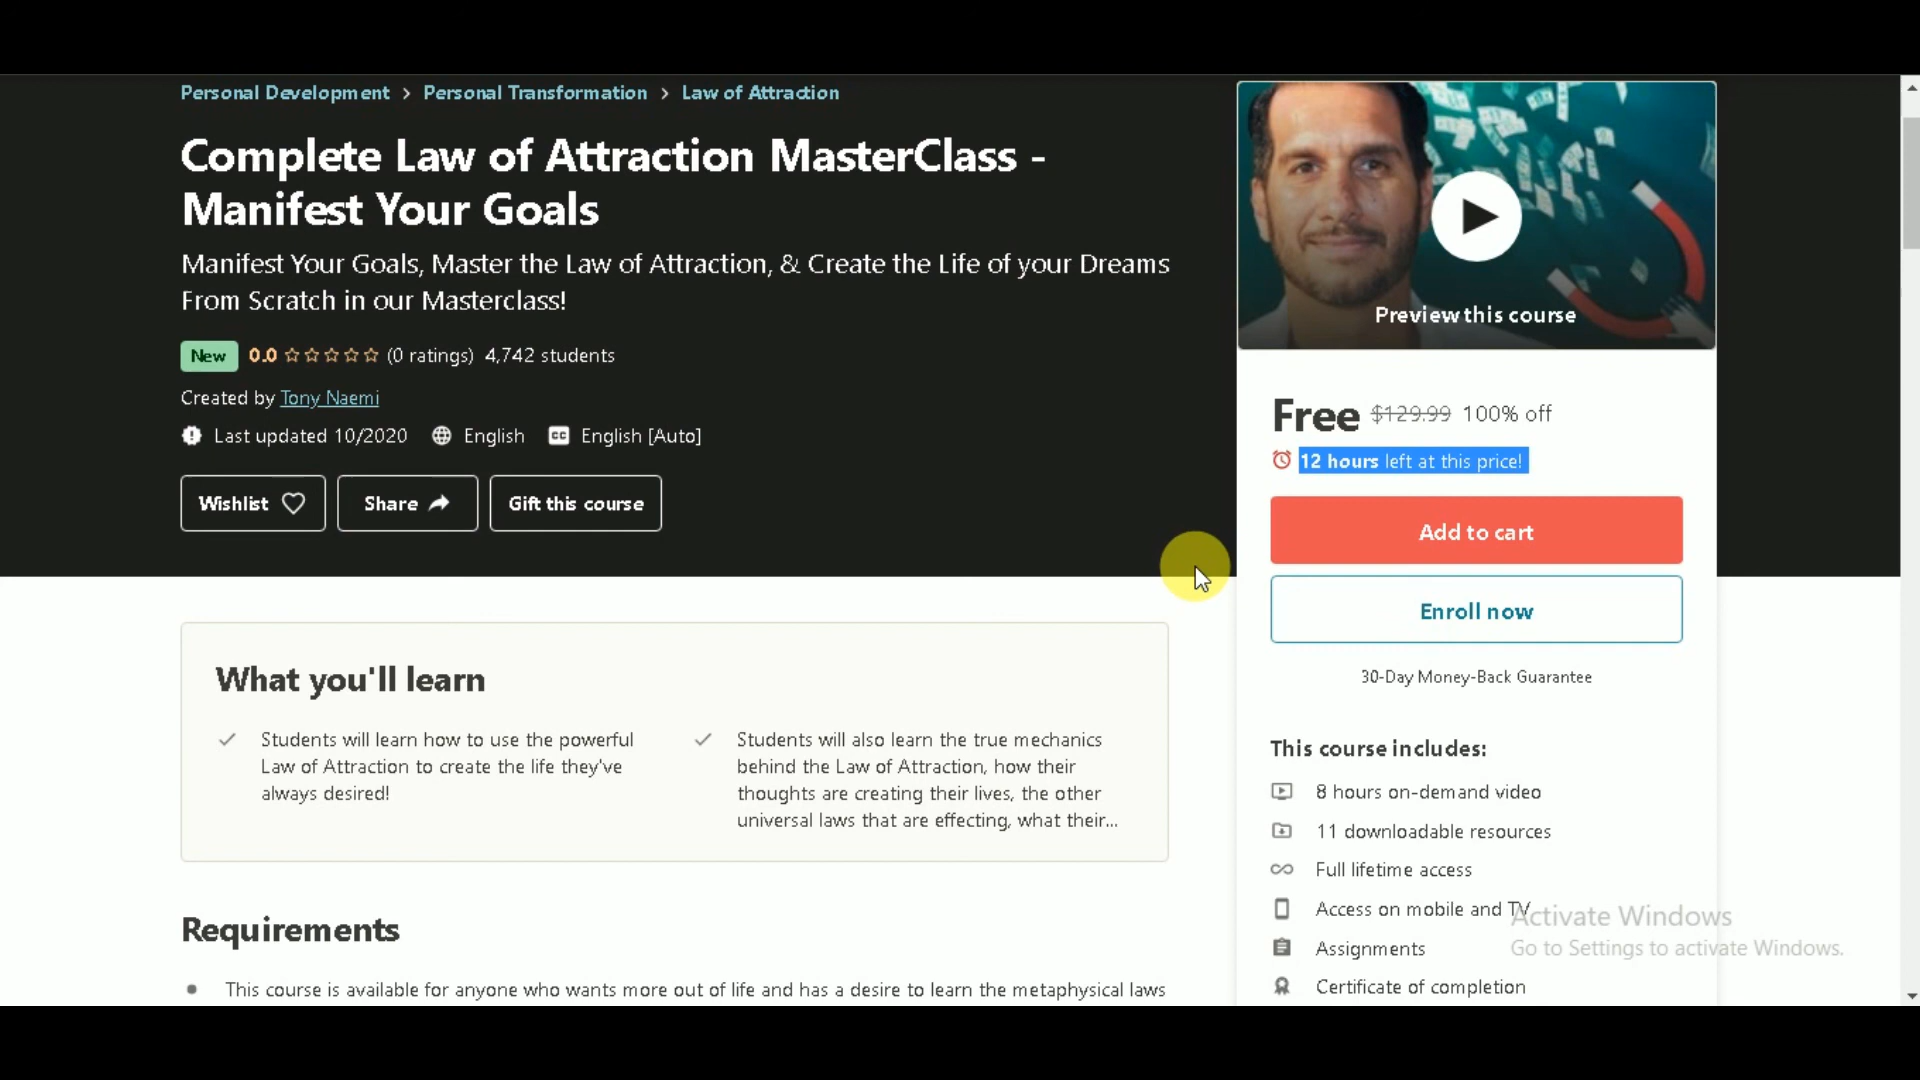 Personal Development > Personal Transformation > Law of Attraction
Complete Law of Attraction MasterClass -
Manifest Your Goals
Manifest Your Goals, Master the Law of Attraction, & Create the Life of your Dreams
From Scratch in our Masterclass!
New 0.0 (0 ratings) 4,742 students
Created by Tony Naemi
Last updated 10/2020 English CC English [Auto]
Wishlist Share Gift this course
Preview this course
Free $129.99 100% off
12 hours left at this price!
Add to cart
Enroll now
30-Day Money-Back Guarantee
This course includes:
8 hours on-demand video
11 downloadable resources
Full lifetime access
Access on mobile and TV
Assignments
Certificate of completion
What you'll learn
Students will learn how to use the powerful
Law of Attraction to create the life they've
always desired!
Students will also learn the true mechanics
behind the Law of Attraction, how their
thoughts are creating their lives, the other
universal laws that are effecting, what their...
Requirements
This course is available for anyone who wants more out of life and has a desire to learn the metaphysical laws
Activate Windows
Go to Settings to activate Windows.